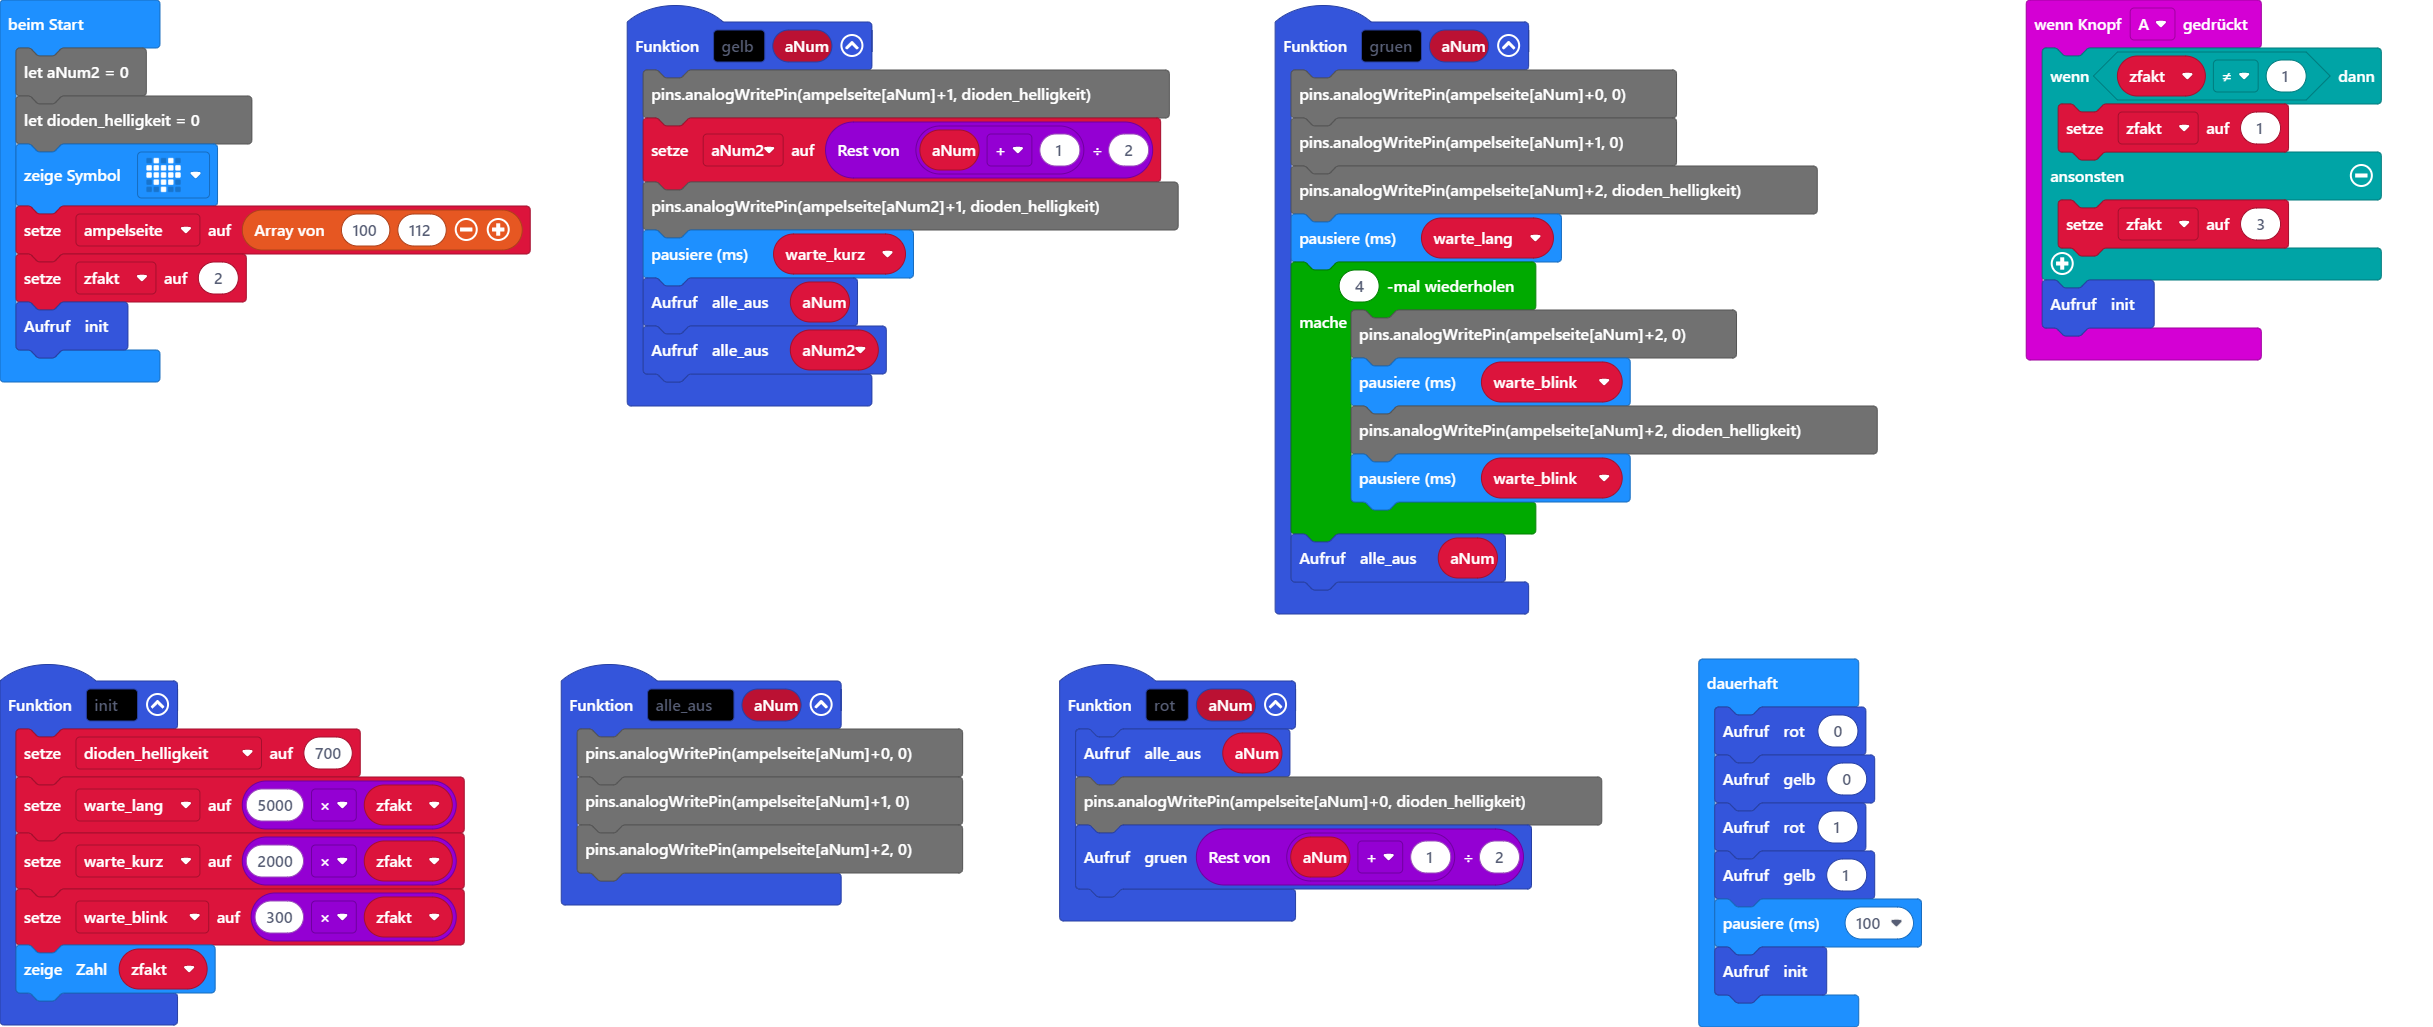 beim Start
let aNum2 = 0
let dioden_helligkeit = 0
zeige Symbol
setze ampelseite auf Array von 100 112
setze zfakt auf 2
Aufruf init
Funktion gelb aNum
pins.analogWritePin(ampelseite[aNum]+1, dioden_helligkeit)
setze aNum2 auf Rest von aNum + 1 ÷ 2
pins.analogWritePin(ampelseite[aNum2]+1, dioden_helligkeit)
pausiere (ms) warte_kurz
Aufruf alle_aus aNum
Aufruf alle_aus aNum2
Funktion gruen aNum
pins.analogWritePin(ampelseite[aNum]+0, 0)
pins.analogWritePin(ampelseite[aNum]+1, 0)
pins.analogWritePin(ampelseite[aNum]+2, dioden_helligkeit)
pausiere (ms) warte_lang
4 -mal wiederholen
mache
pins.analogWritePin(ampelseite[aNum]+2, 0)
pausiere (ms) warte_blink
pins.analogWritePin(ampelseite[aNum]+2, dioden_helligkeit)
pausiere (ms) warte_blink
Aufruf alle_aus aNum
wenn Knopf A gedrückt
wenn zfakt ≠ 1 dann
setze zfakt auf 1
ansonsten
setze zfakt auf 3
Aufruf init
Funktion init
setze dioden_helligkeit auf 700
setze warte_lang auf 5000 × zfakt
setze warte_kurz auf 2000 × zfakt
setze warte_blink auf 300 × zfakt
zeige Zahl zfakt
Funktion alle_aus aNum
pins.analogWritePin(ampelseite[aNum]+0, 0)
pins.analogWritePin(ampelseite[aNum]+1, 0)
pins.analogWritePin(ampelseite[aNum]+2, 0)
Funktion rot aNum
Aufruf alle_aus aNum
pins.analogWritePin(ampelseite[aNum]+0, dioden_helligkeit)
Aufruf gruen Rest von aNum + 1 ÷ 2
dauerhaft
Aufruf rot 0
Aufruf gelb 0
Aufruf rot 1
Aufruf gelb 1
pausiere (ms) 100
Aufruf init